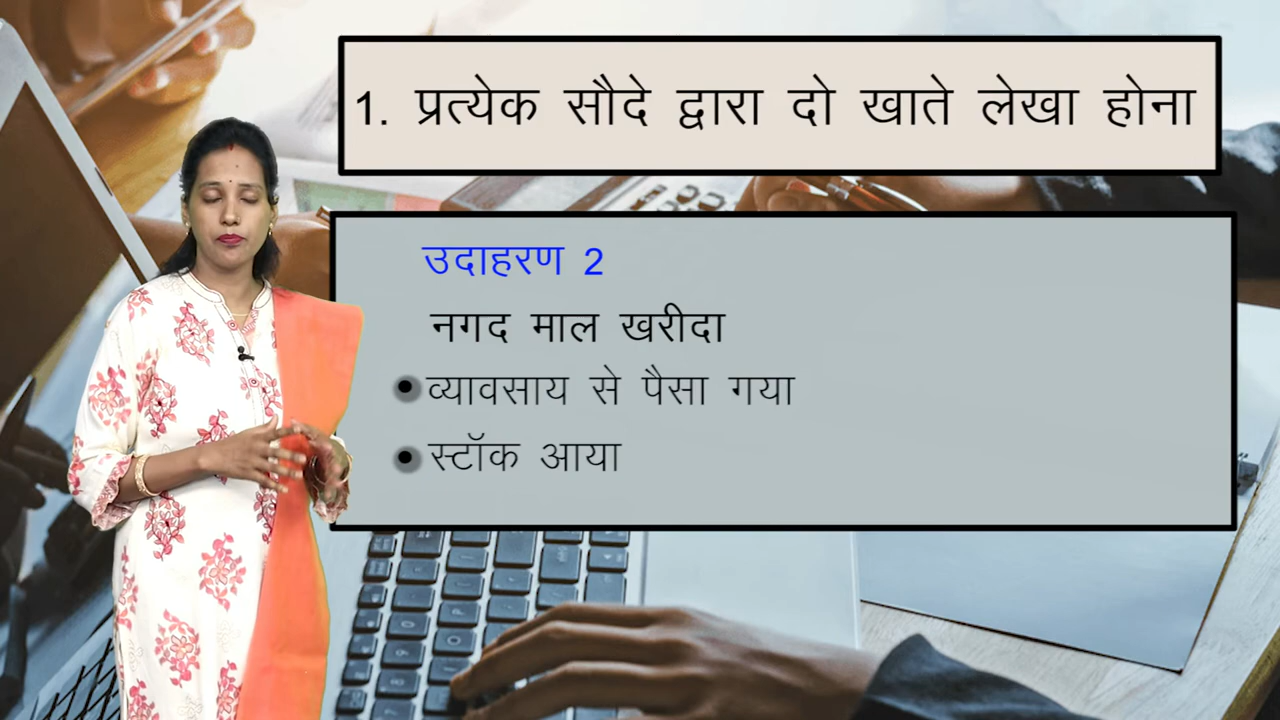 1. प्रत्येक सौदे द्वारा दो खाते लेखा होना
उदाहरण 2
नगद माल खरीदा
• व्यावसाय से पैसा गया
• स्टॉक आया